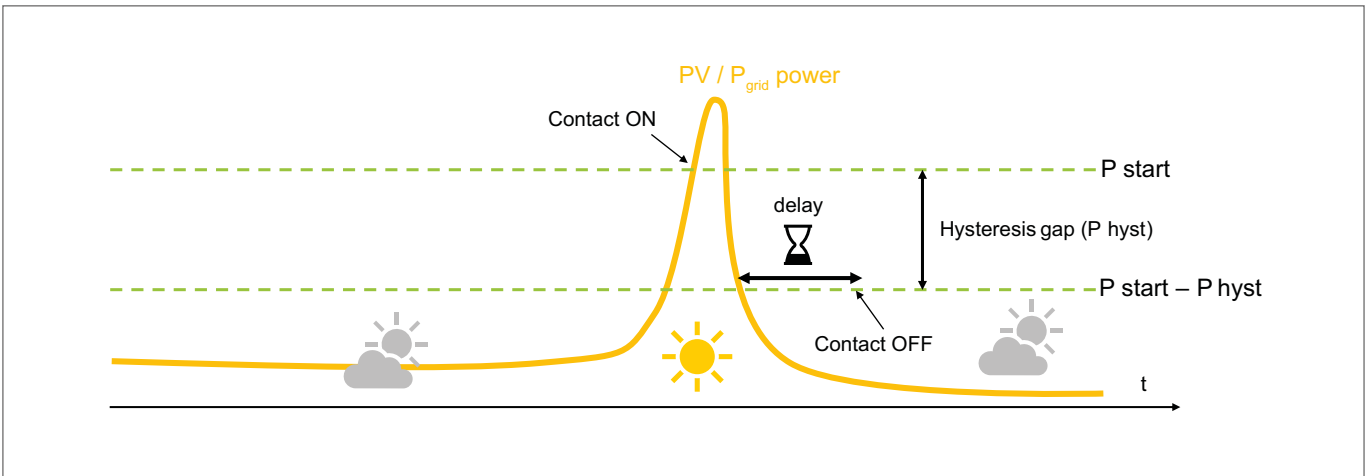 PV / Pgrid power
Contact ON
P start
delay
Hysteresis gap (P hyst)
P start – P hyst
Contact OFF
t